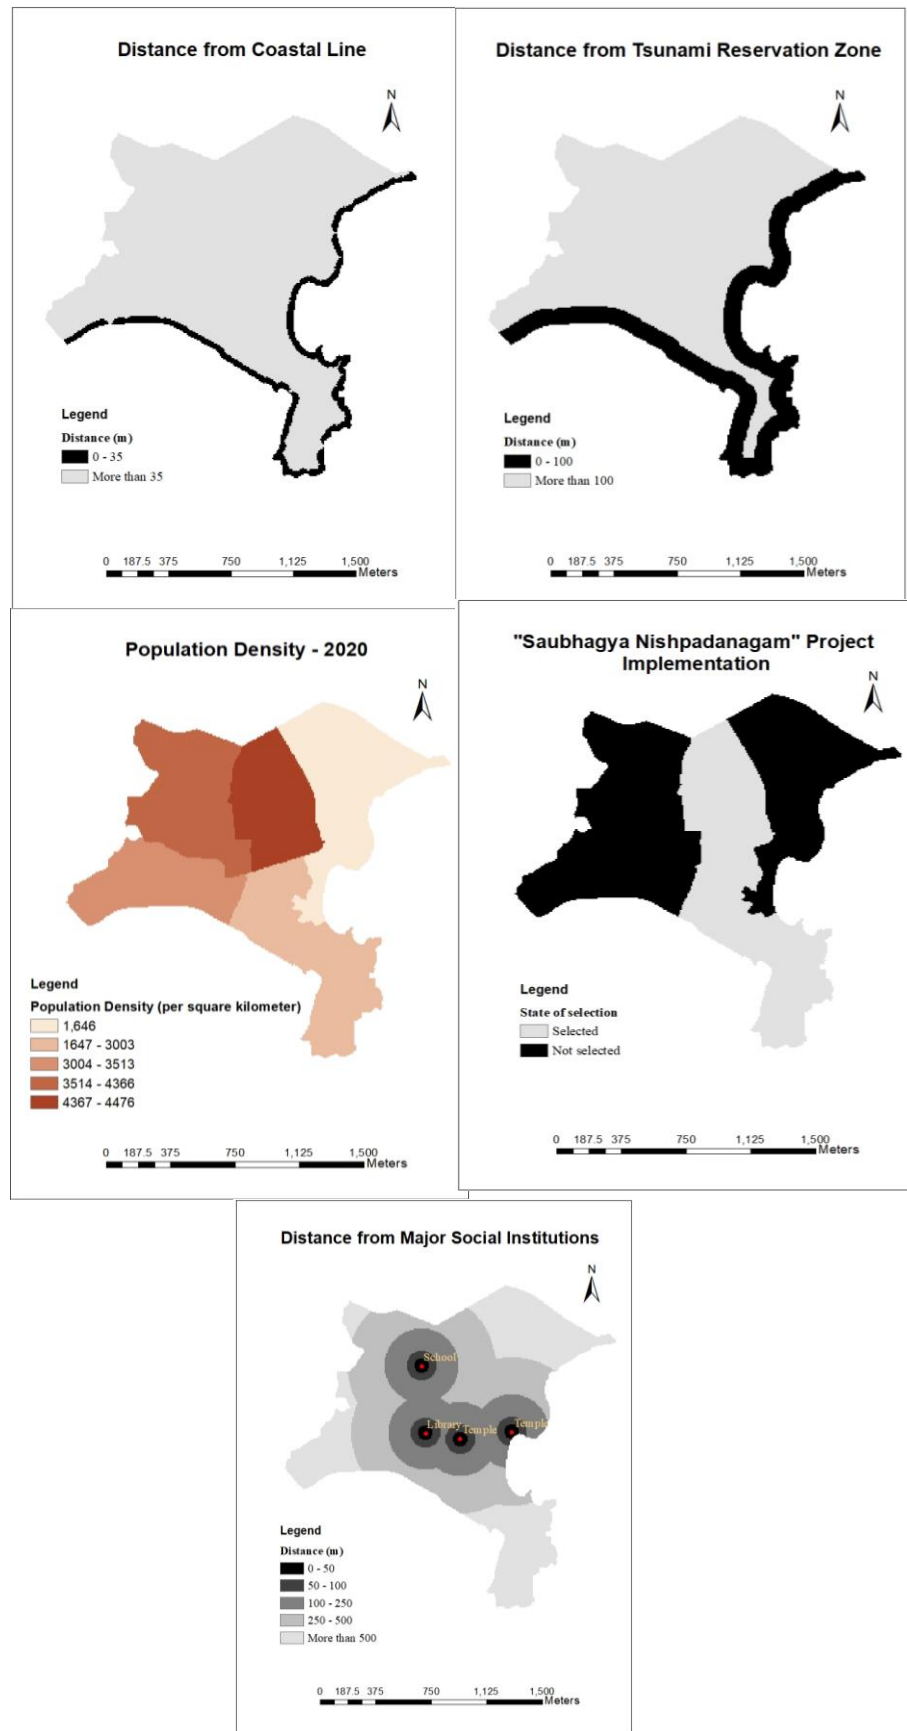 Distance from Coastal Line
N
Legend
Distance (m)
0 - 35
More than 35
0 187.5 375 750 1,125 1,500
Meters
Distance from Tsunami Reservation Zone
N
Legend
Distance (m)
0 - 100
More than 100
0 187.5 375 750 1,125 1,500
Meters
Population Density - 2020
N
Legend
Population Density (per square kilometer)
1,646
1647 - 3003
3004 - 3513
3514 - 4366
4367 - 4476
0 187.5 375 750 1,125 1,500
Meters
"Saubhagya Nishpadanagam" Project
Implementation
N
Legend
State of selection
Selected
Not selected
0 187.5 375 750 1,125 1,500
Meters
Distance from Major Social Institutions
N
School
Library
Temple
Temple
Legend
Distance (m)
0 - 50
50 - 100
100 - 250
250 - 500
More than 500
0 187.5 375 750 1,125 1,500
Meters